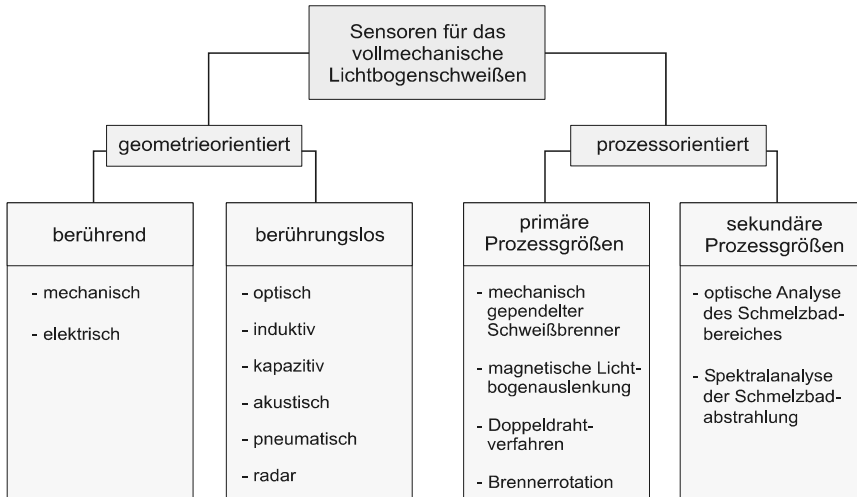 Sensoren für das
vollmechanische
Lichtbogenschweißen
geometrieorientiert
prozessorientiert
berührend
- mechanisch
- elektrisch
berührungslos
- optisch
- induktiv
- kapazitiv
- akustisch
- pneumatisch
- radar
primäre
Prozessgrößen
- mechanisch
gependelter
Schweißbrenner
- magnetische Licht-
bogenauslenkung
- Doppeldraht-
verfahren
- Brennerrotation
sekundäre
Prozessgrößen
- optische Analyse
des Schmelzbad-
bereiches
- Spektralanalyse
der Schmelzbad-
abstrahlung